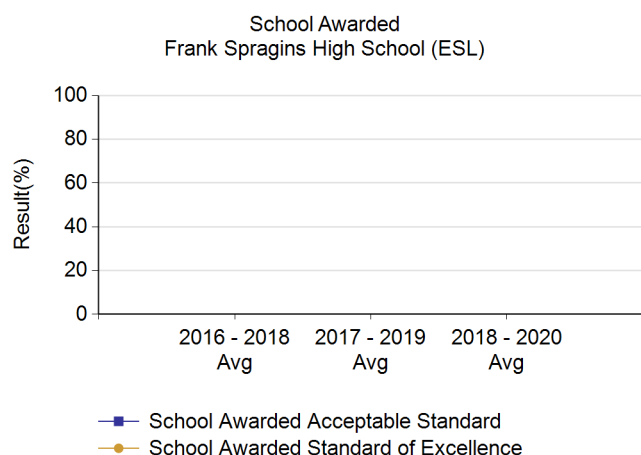 School Awarded
Frank Spragins High School (ESL)
Result(%)
100
80
60
40
20
0
2016 - 2018
Avg
2017 - 2019
Avg
2018 - 2020
Avg
School Awarded Acceptable Standard
School Awarded Standard of Excellence